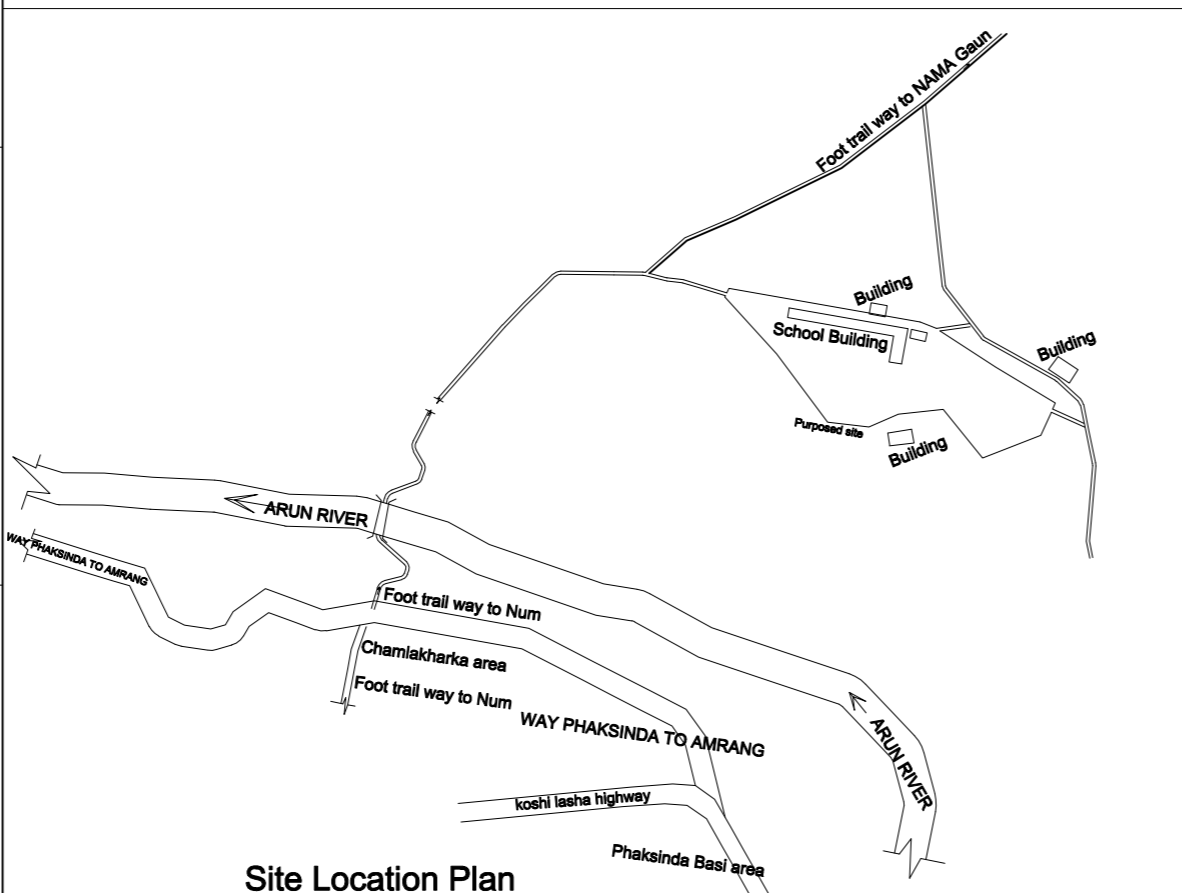 Foot trail way to NAMA Gaun
Building
School Building
Building
Purposed site
Building
ARUN RIVER
WAY PHAKSINDA TO AMRANG
Foot trail way to Num
Chamlakharka area
Foot trail way to Num
WAY PHAKSINDA TO AMRANG
ARUN RIVER
koshi lasha highway
Phaksinda Basi area
Site Location Plan